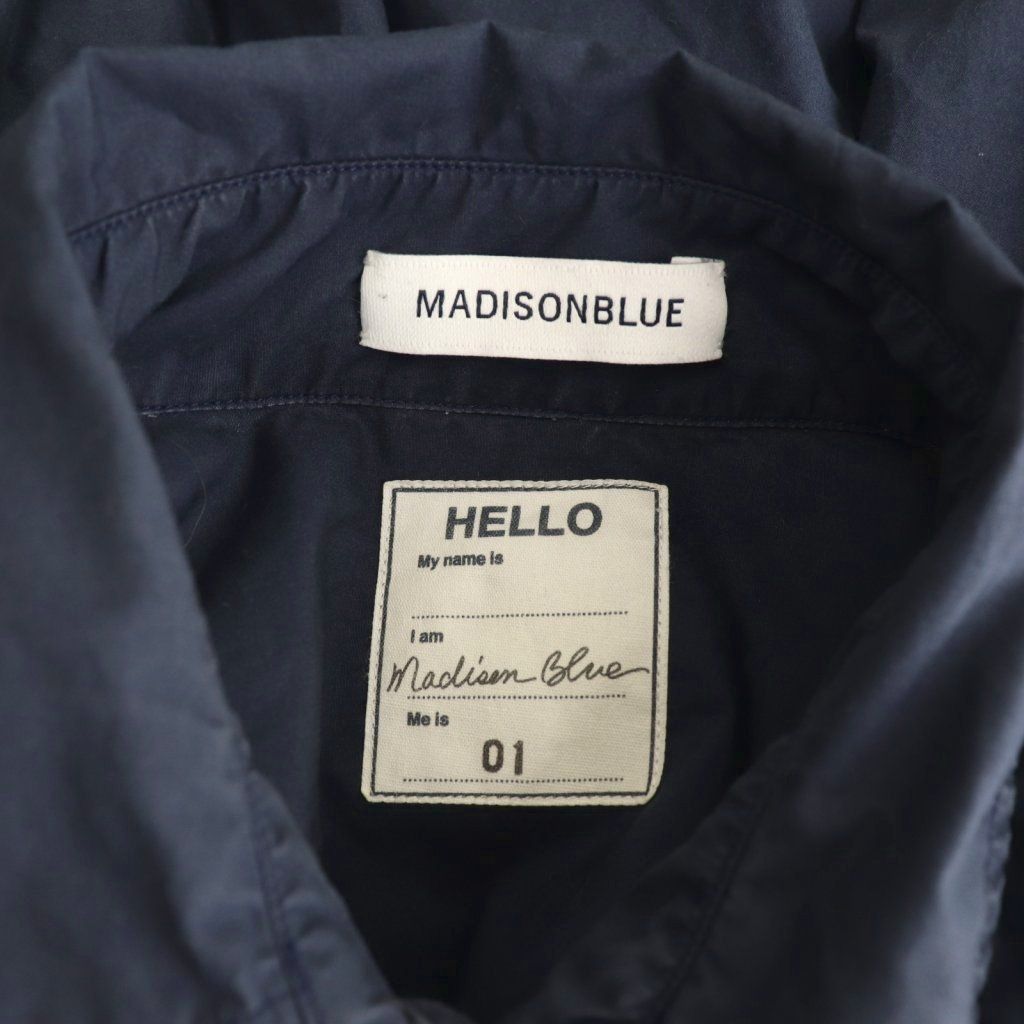 MADISONBLUE
HELLO
My name is
I am
Madison Blue
Me is
01